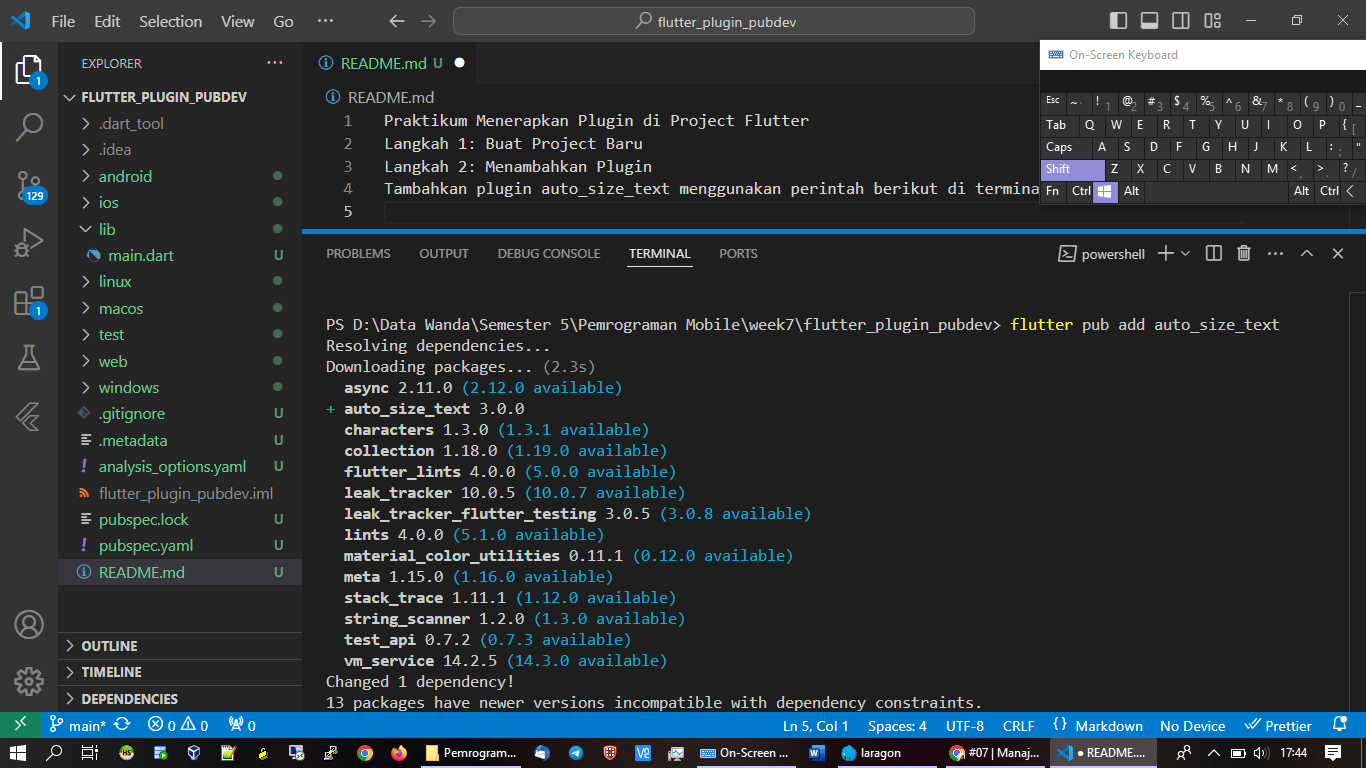 File Edit Selection View Go ··· flutter_plugin_pubdev
EXPLORER ···
FLUTTER_PLUGIN_PUBDEV
.dart_tool
.idea
android
ios
lib
main.dart U
linux
macos
test
web
windows
.gitignore U
.metadata U
analysis_options.yaml U
flutter_plugin_pubdev.iml
pubspec.lock U
pubspec.yaml U
README.md U
OUTLINE
TIMELINE
DEPENDENCIES
1
129
1
README.md U
README.md
1 Praktikum Menerapkan Plugin di Project Flutter
2 Langkah 1: Buat Project Baru
3 Langkah 2: Menambahkan Plugin
4 Tambahkan plugin auto_size_text menggunakan perintah berikut di termina
5
On-Screen Keyboard
Esc ~ ` ! 1 @ 2 # 3 $ 4 % 5 ^ 6 & 7 * 8 ( 9 ) 0 _
Tab Q W E R T Y U I O P { [
Caps A S D F G H J K L : ; "
Shift Z X C V B N M < , > . ? /
Fn Ctrl Alt Alt Ctrl <
PROBLEMS OUTPUT DEBUG CONSOLE TERMINAL PORTS powershell
PS D:\Data Wanda\Semester 5\Pemrograman Mobile\week7\flutter_plugin_pubdev> flutter pub add auto_size_text
Resolving dependencies...
Downloading packages... (2.3s)
async 2.11.0 (2.12.0 available)
+ auto_size_text 3.0.0
characters 1.3.0 (1.3.1 available)
collection 1.18.0 (1.19.0 available)
flutter_lints 4.0.0 (5.0.0 available)
leak_tracker 10.0.5 (10.0.7 available)
leak_tracker_flutter_testing 3.0.5 (3.0.8 available)
lints 4.0.0 (5.1.0 available)
material_color_utilities 0.11.1 (0.12.0 available)
meta 1.15.0 (1.16.0 available)
stack_trace 1.11.1 (1.12.0 available)
string_scanner 1.2.0 (1.3.0 available)
test_api 0.7.2 (0.7.3 available)
vm_service 14.2.5 (14.3.0 available)
Changed 1 dependency!
13 packages have newer versions incompatible with dependency constraints.
main* 0 0 0 Ln 5, Col 1 Spaces: 4 UTF-8 CRLF {} Markdown No Device Prettier
Pemrogram... On-Screen ... laragon #07 | Manaj... ● README.... 17:44